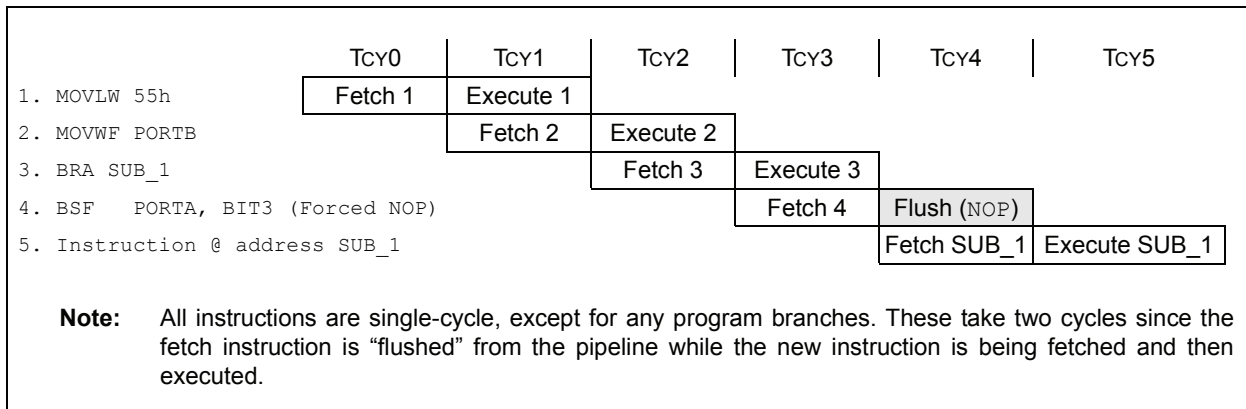 TCY0 TCY1 TCY2 TCY3 TCY4 TCY5
1. MOVLW 55h Fetch 1 Execute 1
2. MOVWF PORTB Fetch 2 Execute 2
3. BRA SUB_1 Fetch 3 Execute 3
4. BSF PORTA, BIT3 (Forced NOP) Fetch 4 Flush (NOP)
5. Instruction @ address SUB_1 Fetch SUB_1 Execute SUB_1
Note: All instructions are single-cycle, except for any program branches. These take two cycles since the
fetch instruction is “flushed” from the pipeline while the new instruction is being fetched and then
executed.